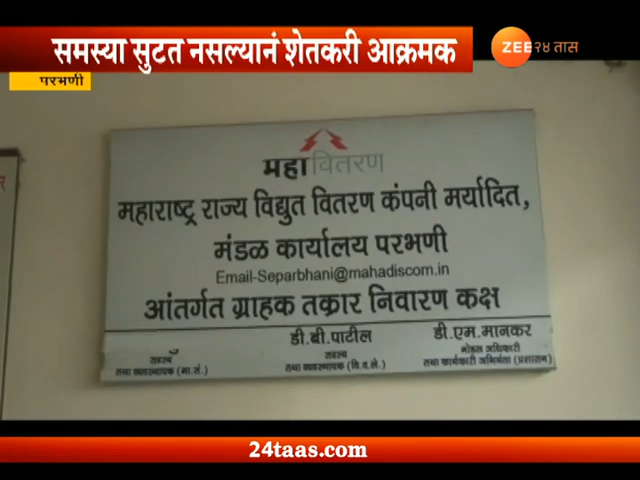 समस्या सुटत नसल्यानं शेतकरी आक्रमक
ZEE २४ तास
परभणी
महावितरण
महाराष्ट्र राज्य विद्युत वितरण कंपनी मर्यादित,
मंडळ कार्यालय परभणी
Email-Separbhani@mahadiscom.in
आंतर्गत ग्राहक तक्रार निवारण कक्ष
डी.बी.पाटील डी.एम.मानकर
सदस्य सदस्य नोडल अधिकारी
तथा व्यवस्थापक (मा.सं.) तथा व्यवस्थापक (वि.व.ले.) तथा कार्यकारी अभियंता (प्रशासन)
24taas.com